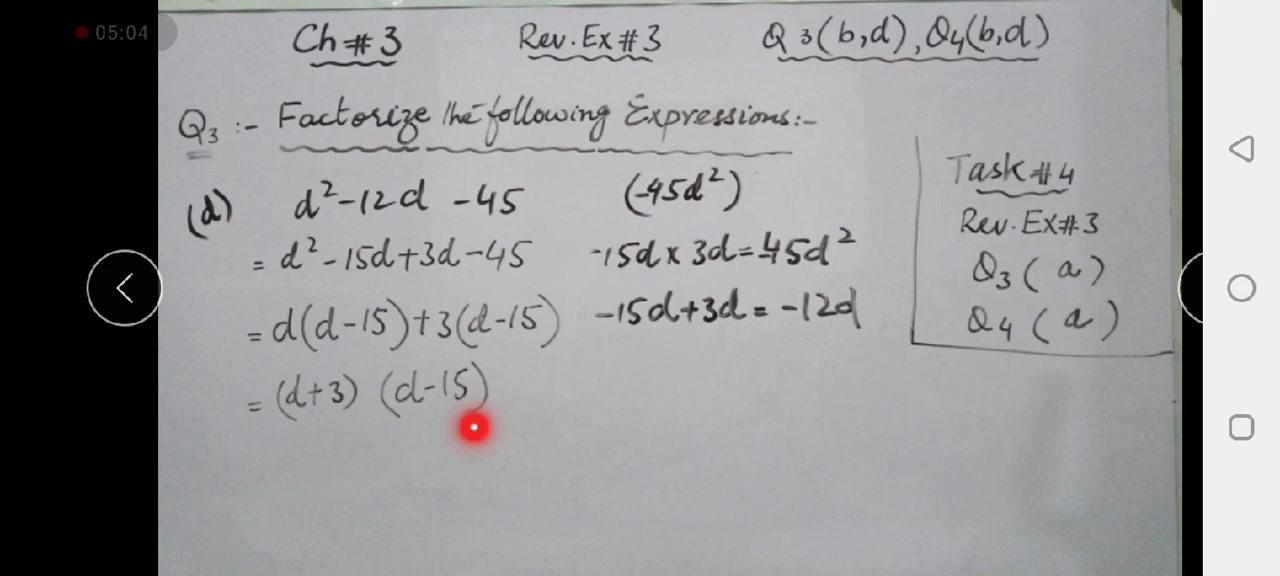 05:04
Ch # 3 Rev. Ex # 3 Q 3(b,d), Q4(b,d)
Q3 :- Factorize the following Expressions:-
(d) d²-12d -45 (-45d²)
= d²-15d+3d-45 -15d x 3d=-45d²
= d(d-15)+3(d-15) -15d+3d = -12d
= (d+3) (d-15)
Task # 4
Rev. Ex # 3
Q3 (a)
Q4 (a)